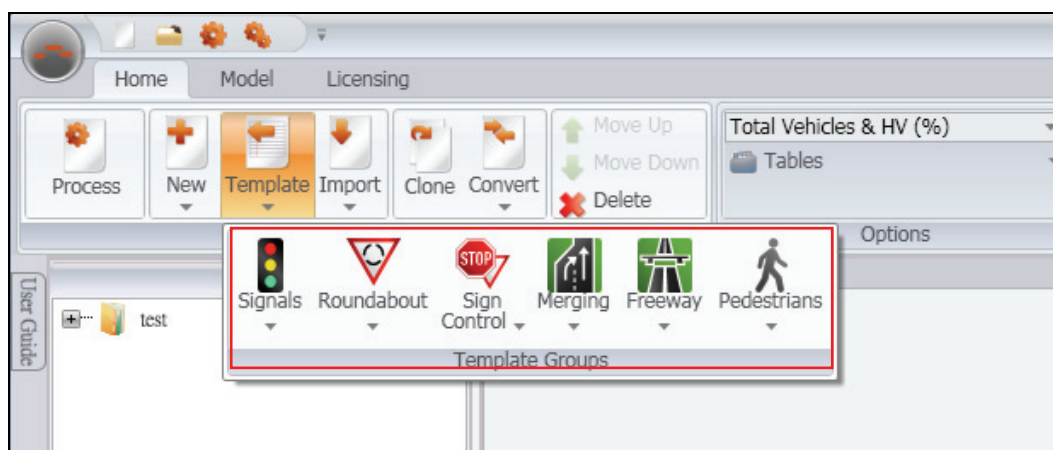 Home Model Licensing
Process New Template Import Clone Convert
Move Up
Move Down
Delete
Total Vehicles & HV (%)
Tables
Options
Signals Roundabout Sign Control Merging Freeway Pedestrians
STOP
Template Groups
User Guide
test